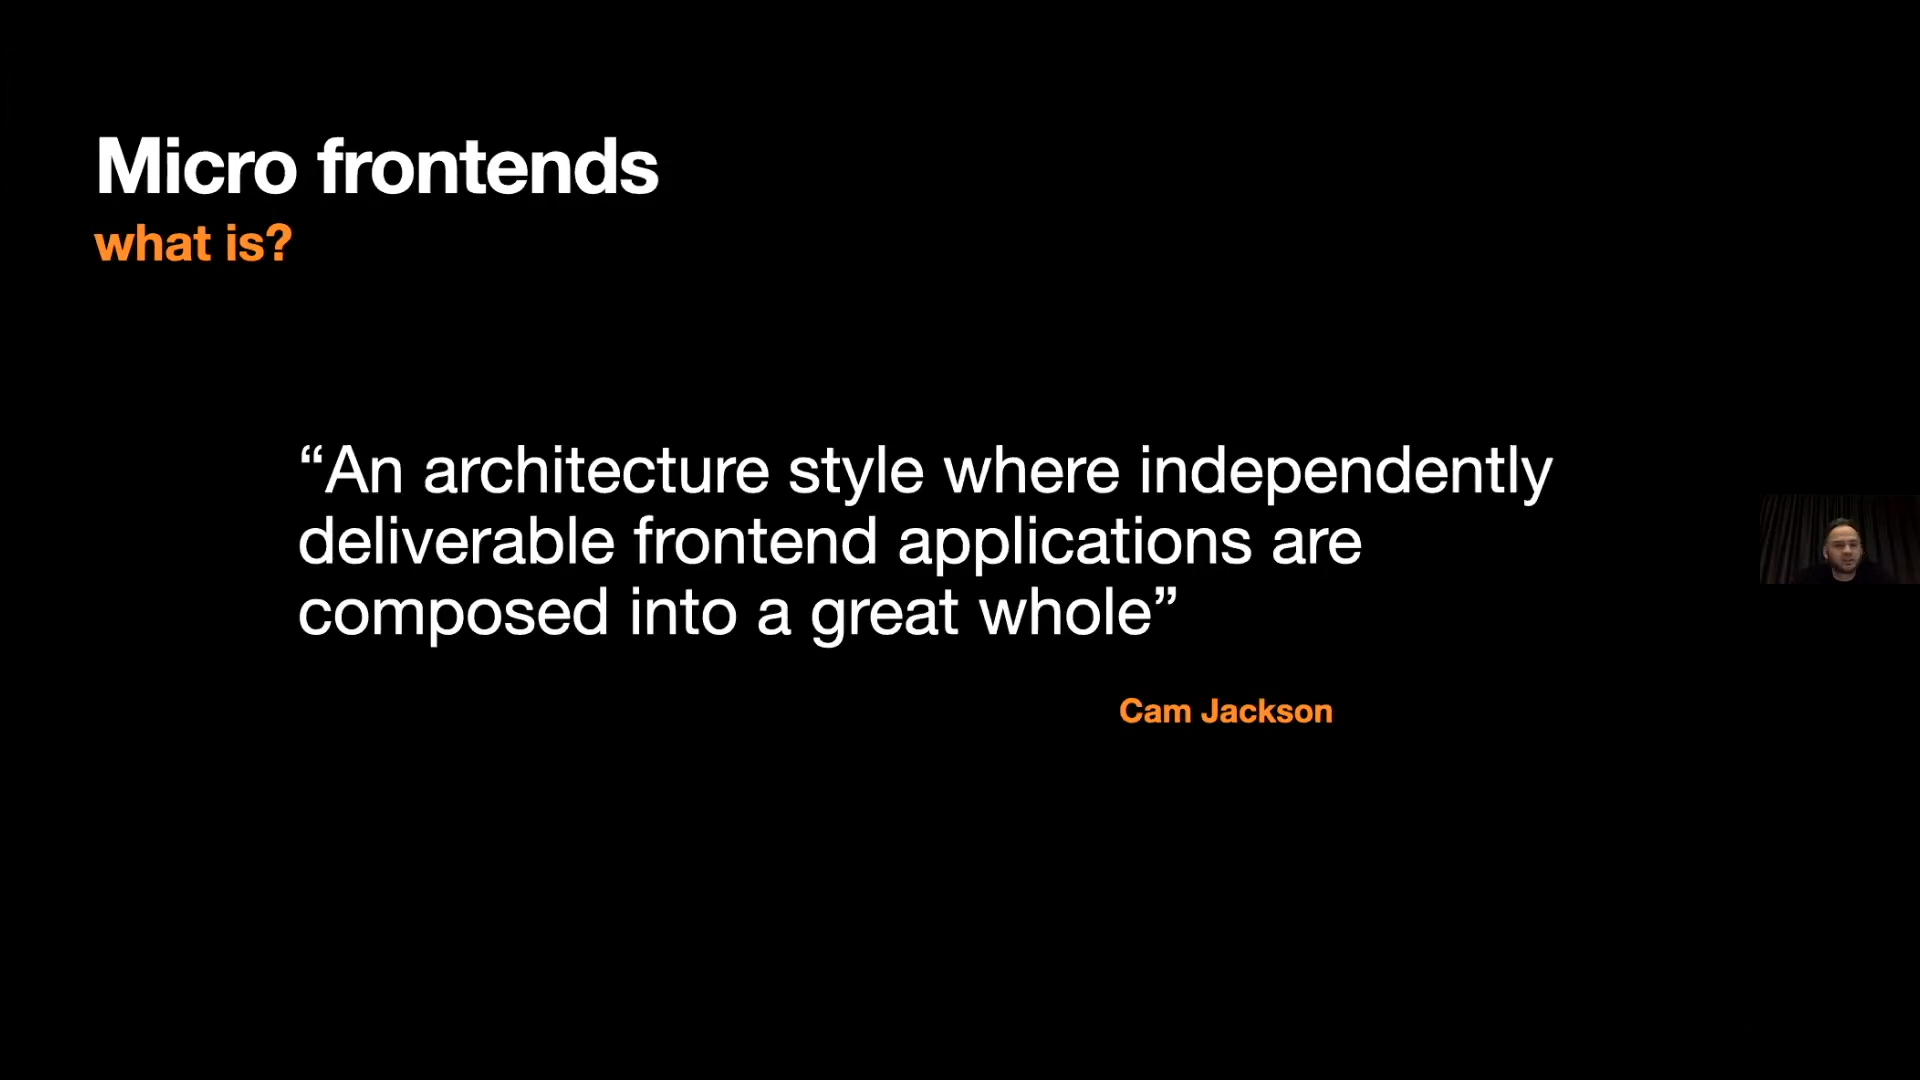 Micro frontends
what is?
“An architecture style where independently
deliverable frontend applications are
composed into a great whole”
Cam Jackson